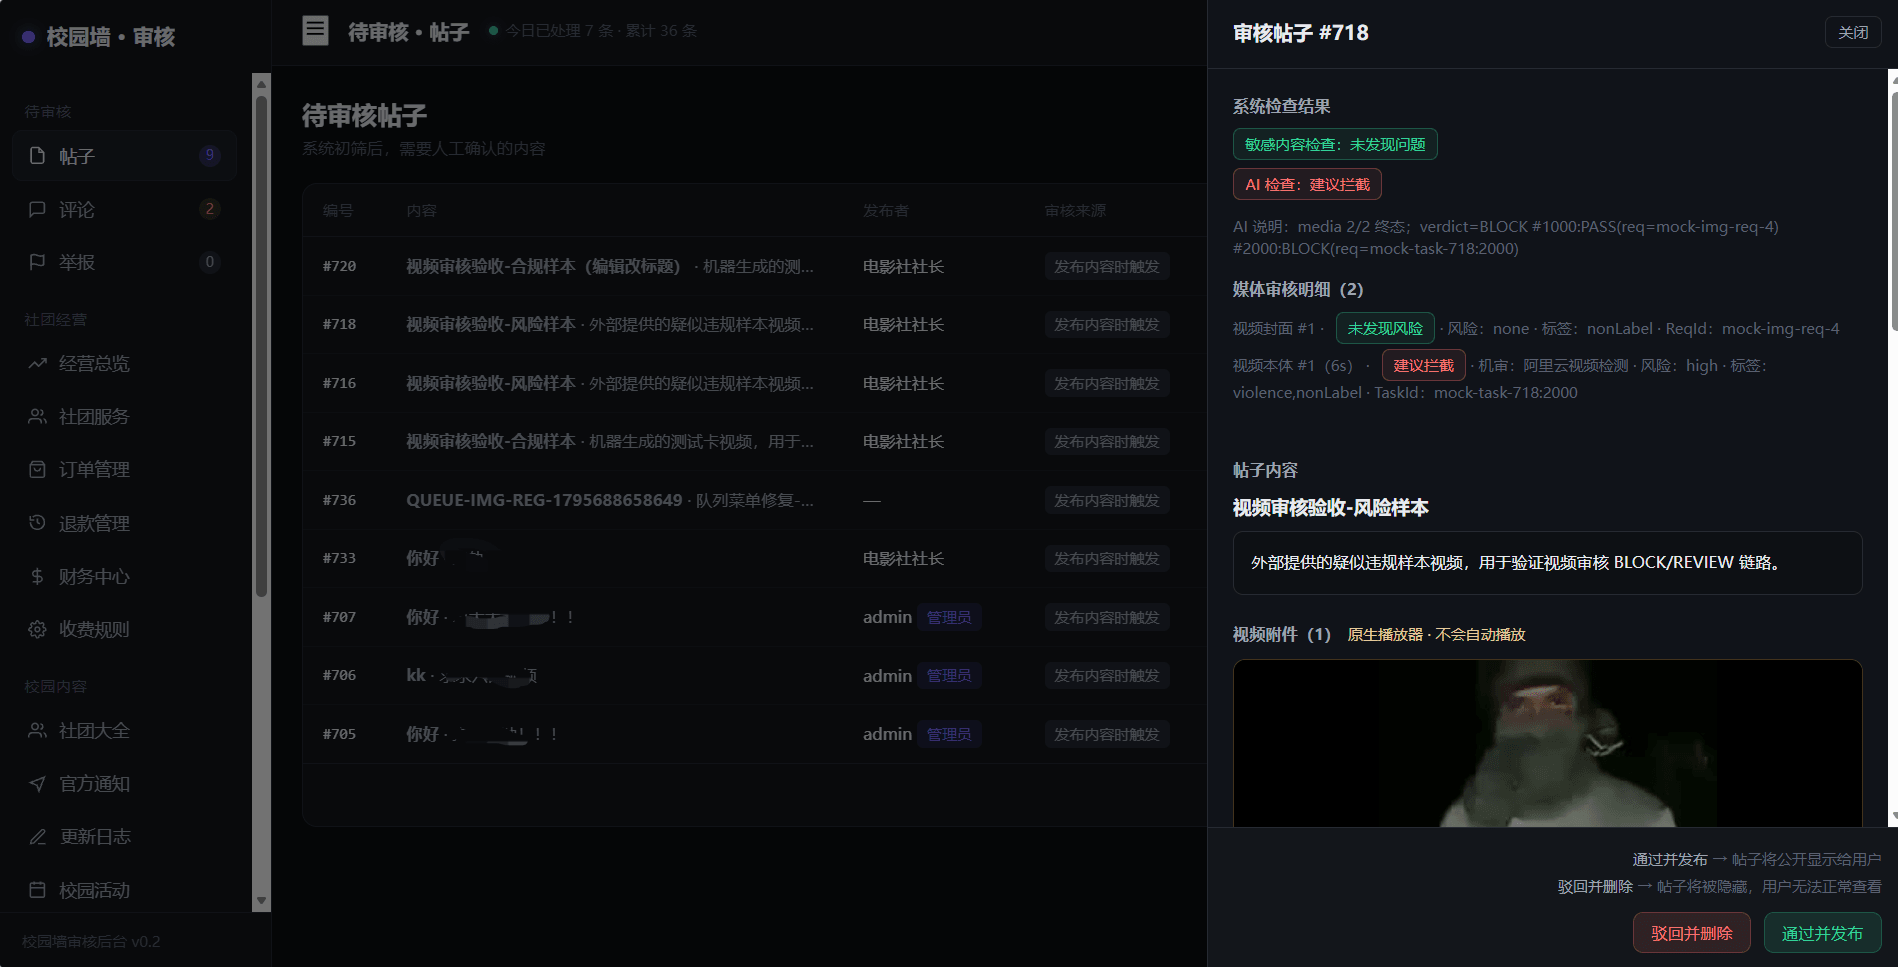 校园墙 • 审核
待审核
帖子 9
评论 2
举报 0
社团经营
经营总览
社团服务
订单管理
退款管理
财务中心
收费规则
校园内容
社团大全
官方通知
更新日志
校园活动
校园墙审核后台 v0.2
待审核 • 帖子 今日已处理 7 条 · 累计 36 条
待审核帖子
系统初筛后，需要人工确认的内容
编号 内容 发布者 审核来源
#720 视频审核验收-合规样本（编辑改标题） · 机器生成的测... 电影社社长 发布内容时触发
#718 视频审核验收-风险样本 · 外部提供的疑似违规样本视频... 电影社社长 发布内容时触发
#716 视频审核验收-风险样本 · 外部提供的疑似违规样本视频... 电影社社长 发布内容时触发
#715 视频审核验收-合规样本 · 机器生成的测试卡视频，用于... 电影社社长 发布内容时触发
#736 QUEUE-IMG-REG-1795688658649 · 队列菜单修复-... — 发布内容时触发
#733 你好 电影社社长 发布内容时触发
#707 你好 · ！！ admin 管理员 发布内容时触发
#706 kk · admin 管理员 发布内容时触发
#705 你好 · ！！ admin 管理员 发布内容时触发
审核帖子 #718 关闭
系统检查结果
敏感内容检查：未发现问题
AI 检查：建议拦截
AI 说明：media 2/2 终态；verdict=BLOCK #1000:PASS(req=mock-img-req-4)
#2000:BLOCK(req=mock-task-718:2000)
媒体审核明细（2）
视频封面 #1 · 未发现风险 · 风险：none · 标签：nonLabel · ReqId：mock-img-req-4
视频本体 #1（6s） · 建议拦截 · 机审：阿里云视频检测 · 风险：high · 标签：
violence,nonLabel · TaskId：mock-task-718:2000
帖子内容
视频审核验收-风险样本
外部提供的疑似违规样本视频，用于验证视频审核 BLOCK/REVIEW 链路。
视频附件（1） 原生播放器 · 不会自动播放
通过并发布 → 帖子将公开显示给用户
驳回并删除 → 帖子将被隐藏，用户无法正常查看
驳回并删除 通过并发布